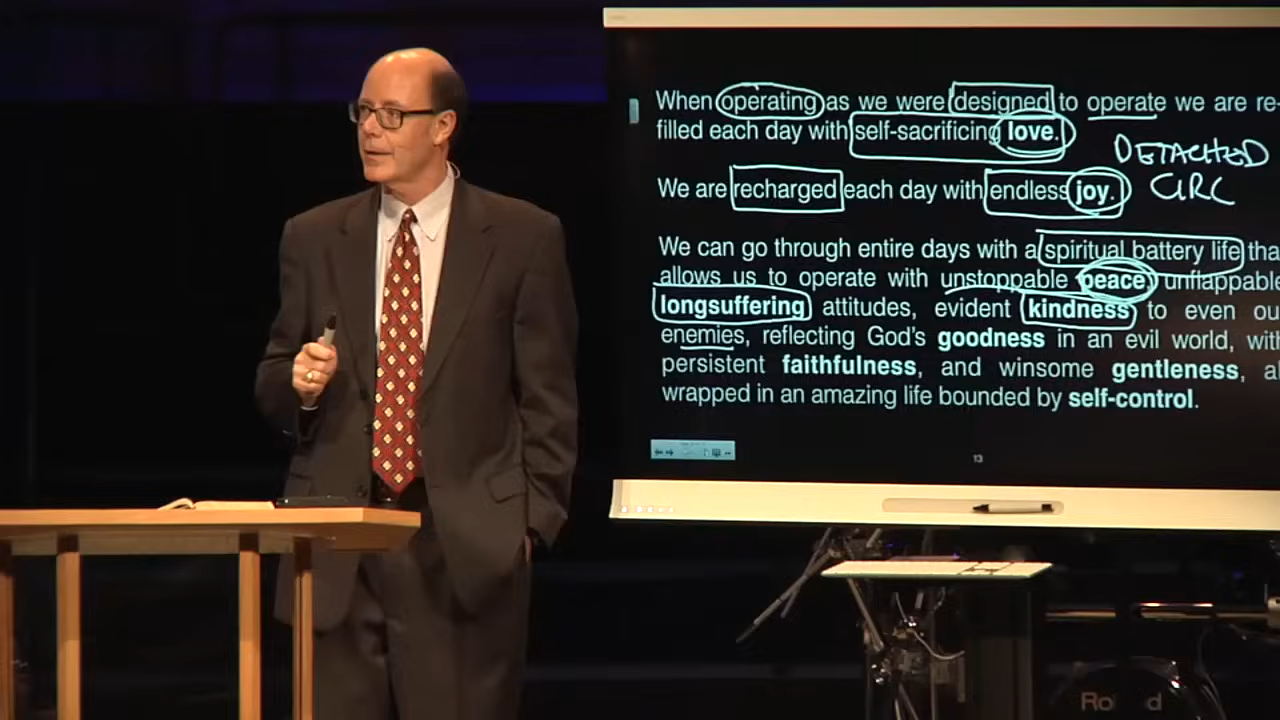 When operating as we were designed to operate we are re-
filled each day with self-sacrificing love.
DETACHED
We are recharged each day with endless joy.
CIRC
We can go through entire days with a spiritual battery life tha
allows us to operate with unstoppable peace, unflappable
longsuffering attitudes, evident kindness to even ou
enemies, reflecting God's goodness in an evil world, with
persistent faithfulness, and winsome gentleness, al
wrapped in an amazing life bounded by self-control.
13